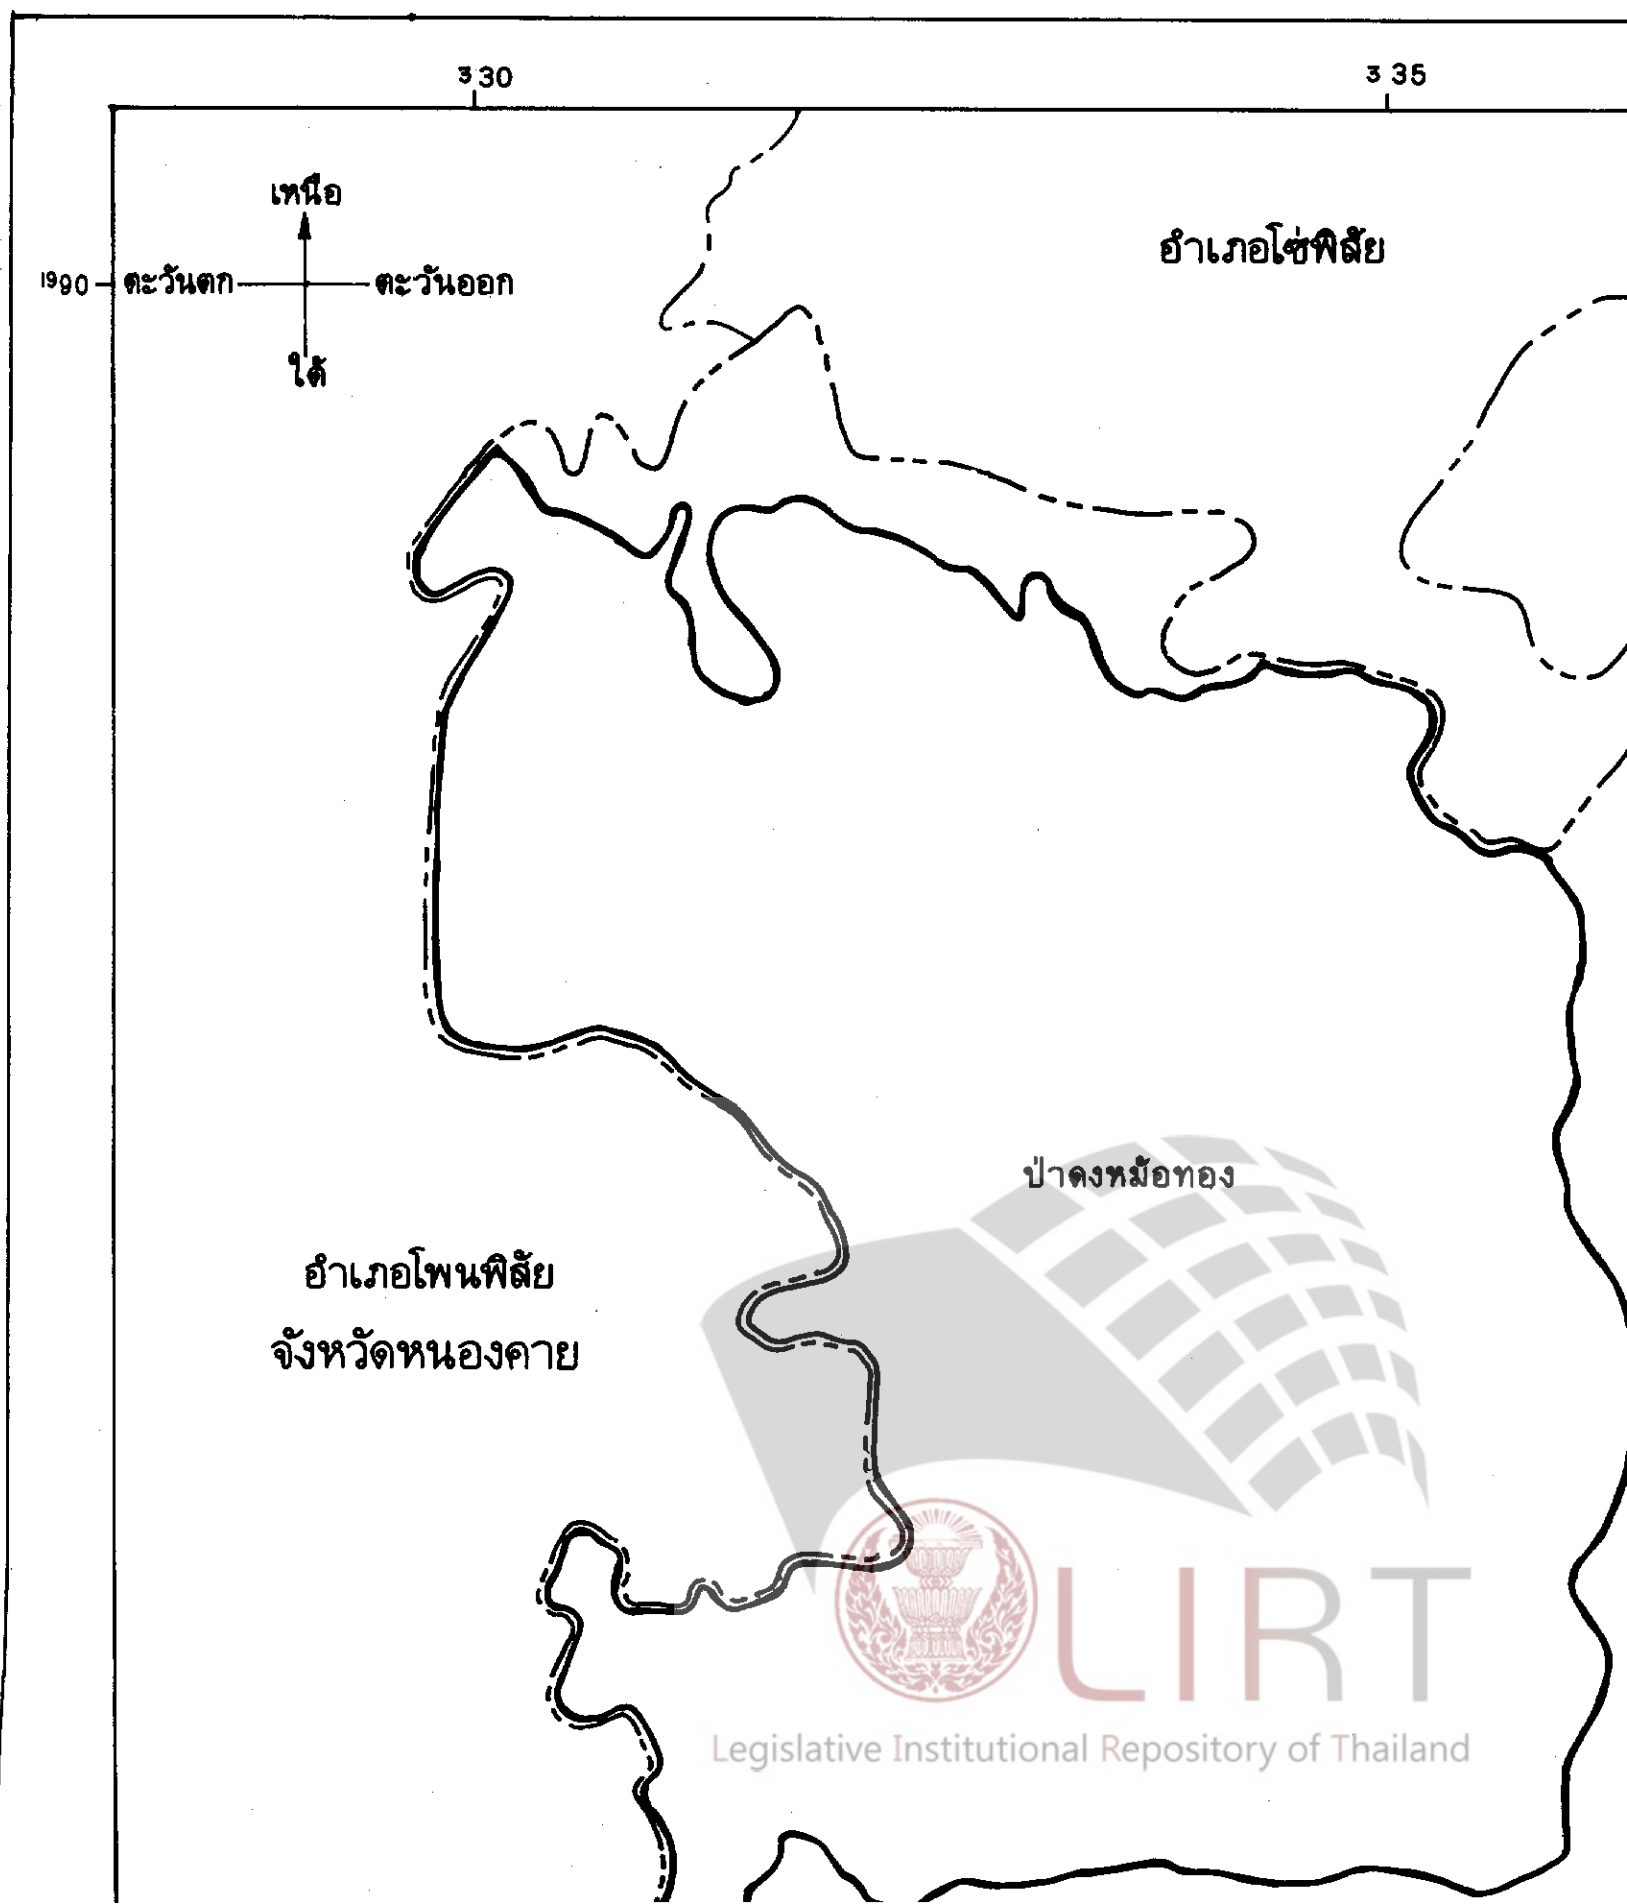 330
335
เหนือ
อำเภอโซ่พิสัย
1990
ตะวันตก
ตะวันออก
ใต้
ป่าดงหม้อทอง
อำเภอโพนพิสัย
จังหวัดหนองคาย
LIRT
Legislative Institutional Repository of Thailand